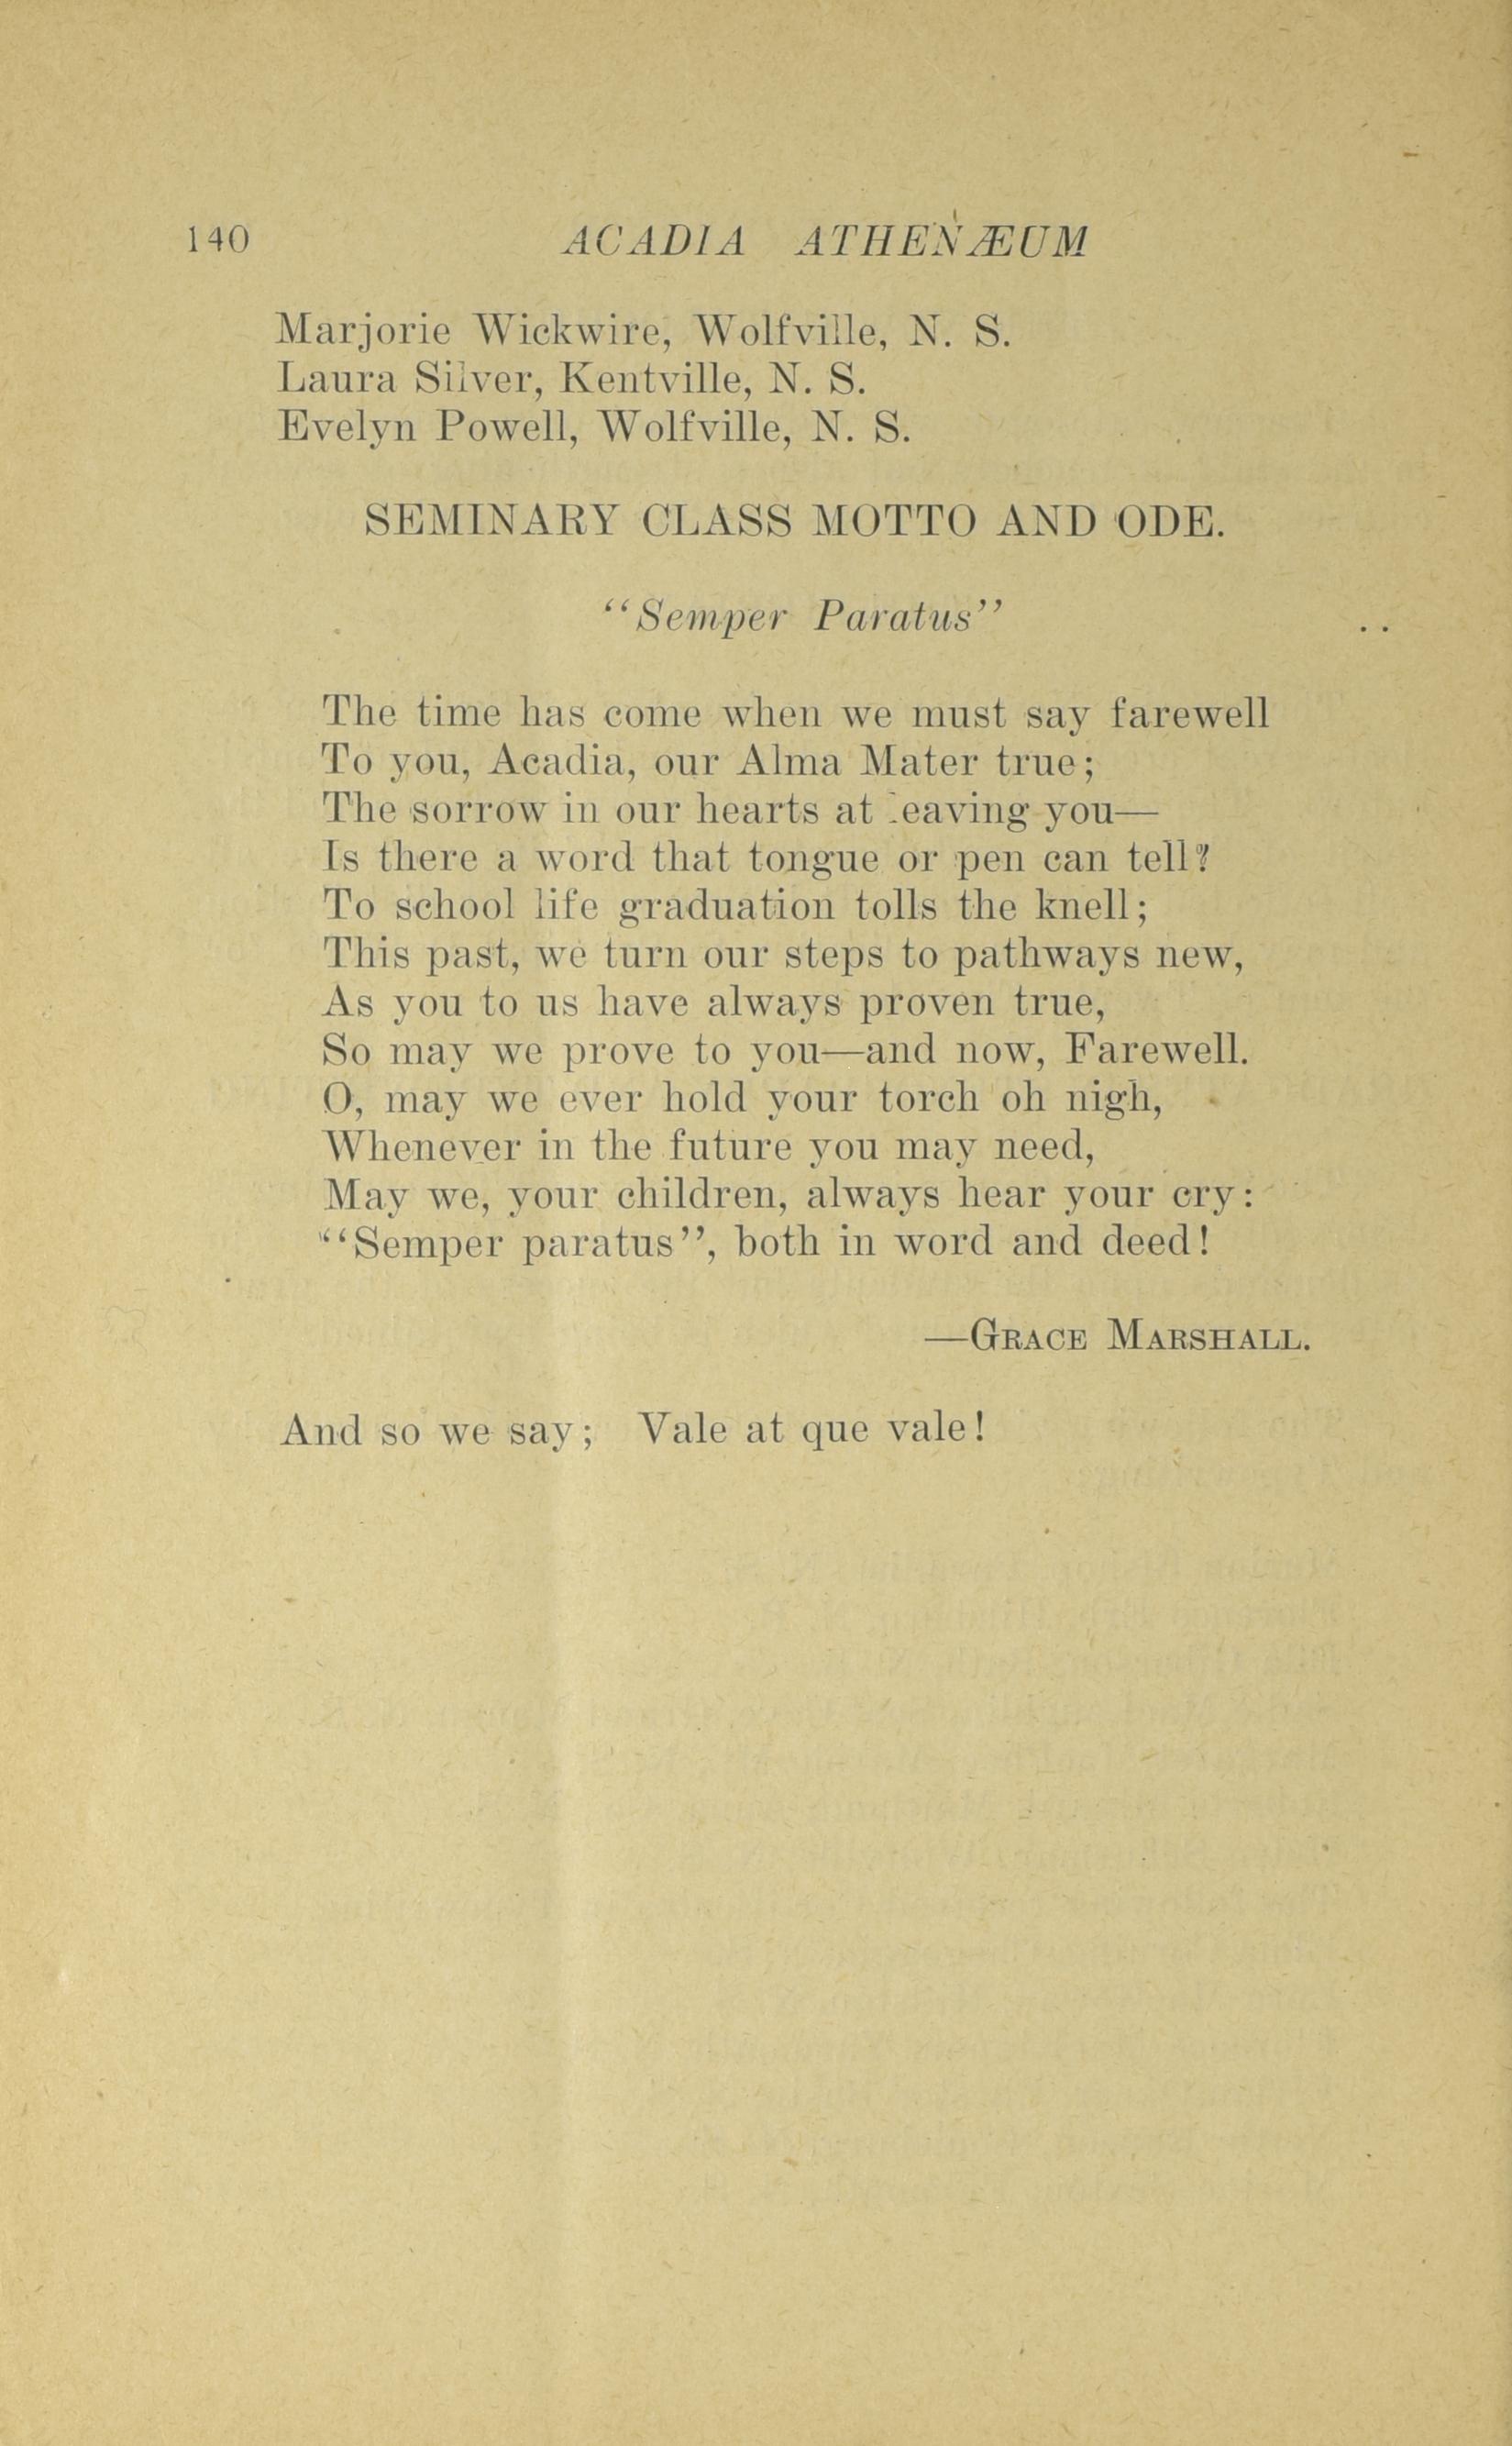 140 ACADIA ATHENÆUM
Marjorie Wickwire, Wolfville, N. S.
Laura Silver, Kentville, N. S.
Evelyn Powell, Wolfville, N. S.
SEMINARY CLASS MOTTO AND ODE.
"Semper Paratus"
The time has come when we must say farewell
To you, Acadia, our Alma Mater true;
The sorrow in our hearts at leaving you—
Is there a word that tongue or pen can tell?
To school life graduation tolls the knell;
This past, we turn our steps to pathways new,
As you to us have always proven true,
So may we prove to you—and now, Farewell.
O, may we ever hold your torch oh nigh,
Whenever in the future you may need,
May we, your children, always hear your cry:
"Semper paratus", both in word and deed!
—GRACE MARSHALL.
And so we say; Vale at que vale!